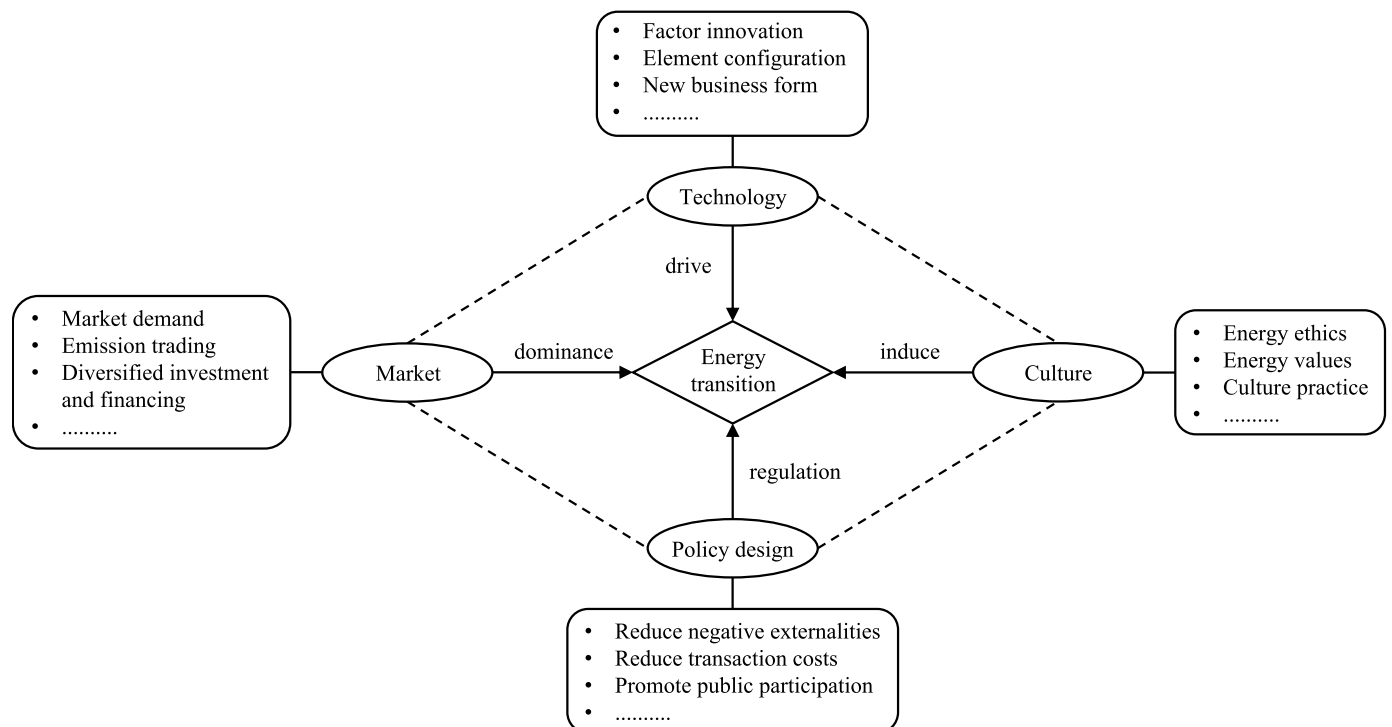 • Factor innovation
• Element configuration
• New business form
• ..........
Technology
drive
• Market demand
• Emission trading
• Diversified investment
and financing
• ..........
Market
dominance
Energy
transition
induce
Culture
• Energy ethics
• Energy values
• Culture practice
• ..........
regulation
Policy design
• Reduce negative externalities
• Reduce transaction costs
• Promote public participation
• ..........